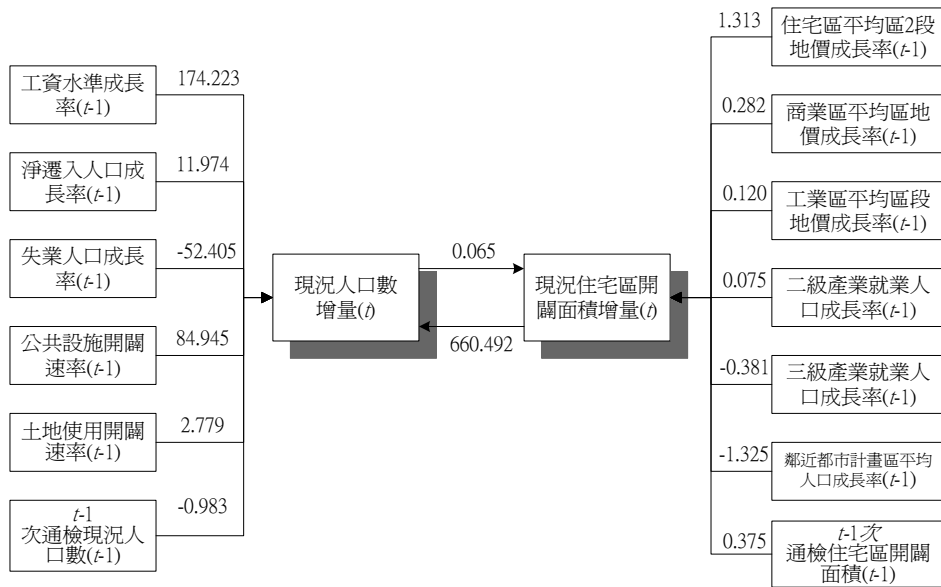 工資水準成長
率(t-1)
174.223
淨遷入人口成
長率(t-1)
11.974
失業人口成長
率(t-1)
-52.405
公共設施開闢
速率(t-1)
84.945
土地使用開闢
速率(t-1)
2.779
t-1
次通檢現況人
口數(t-1)
-0.983
現況人口數
增量(t)
0.065
660.492
現況住宅區開
闢面積增量(t)
1.313
住宅區平均區2段
地價成長率(t-1)
0.282
商業區平均區地
價成長率(t-1)
0.120
工業區平均區段
地價成長率(t-1)
0.075
二級產業就業人
口成長率(t-1)
-0.381
三級產業就業人
口成長率(t-1)
-1.325
鄰近都市計畫區平均
人口成長率(t-1)
0.375
t-1次
通檢住宅區開闢
面積(t-1)